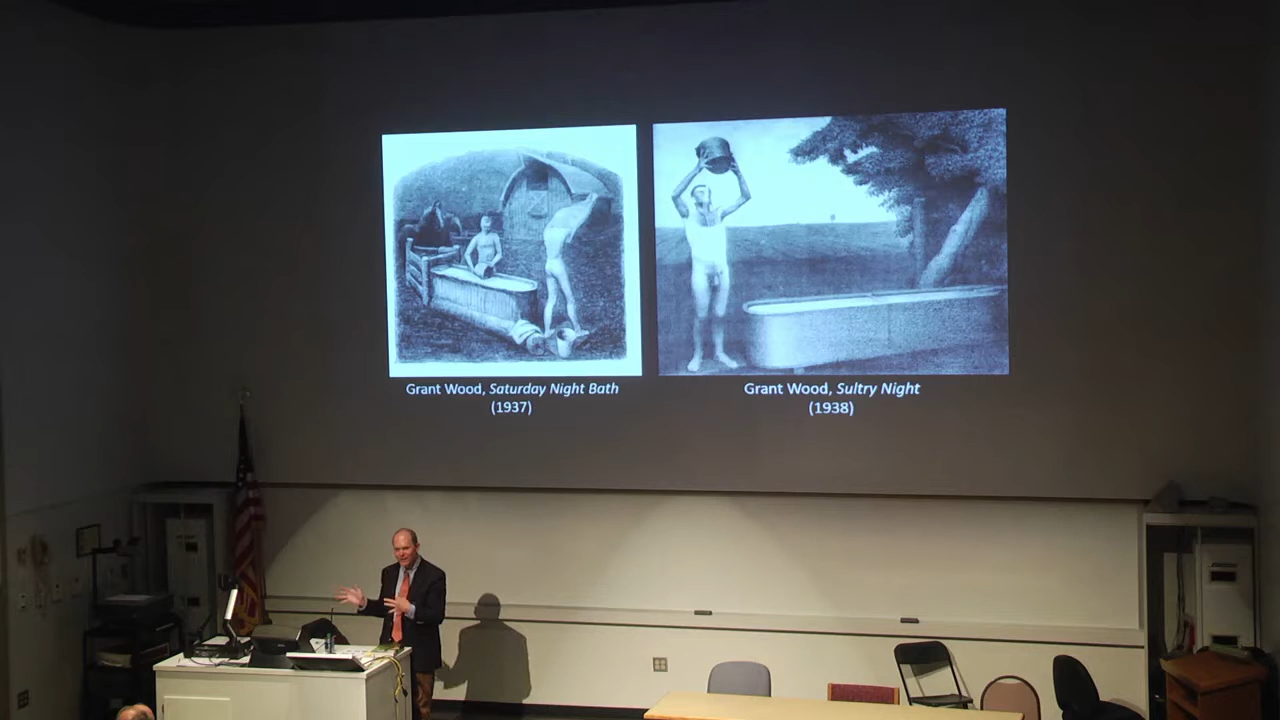 Grant Wood, Saturday Night Bath
(1937)
Grant Wood, Sultry Night
(1938)